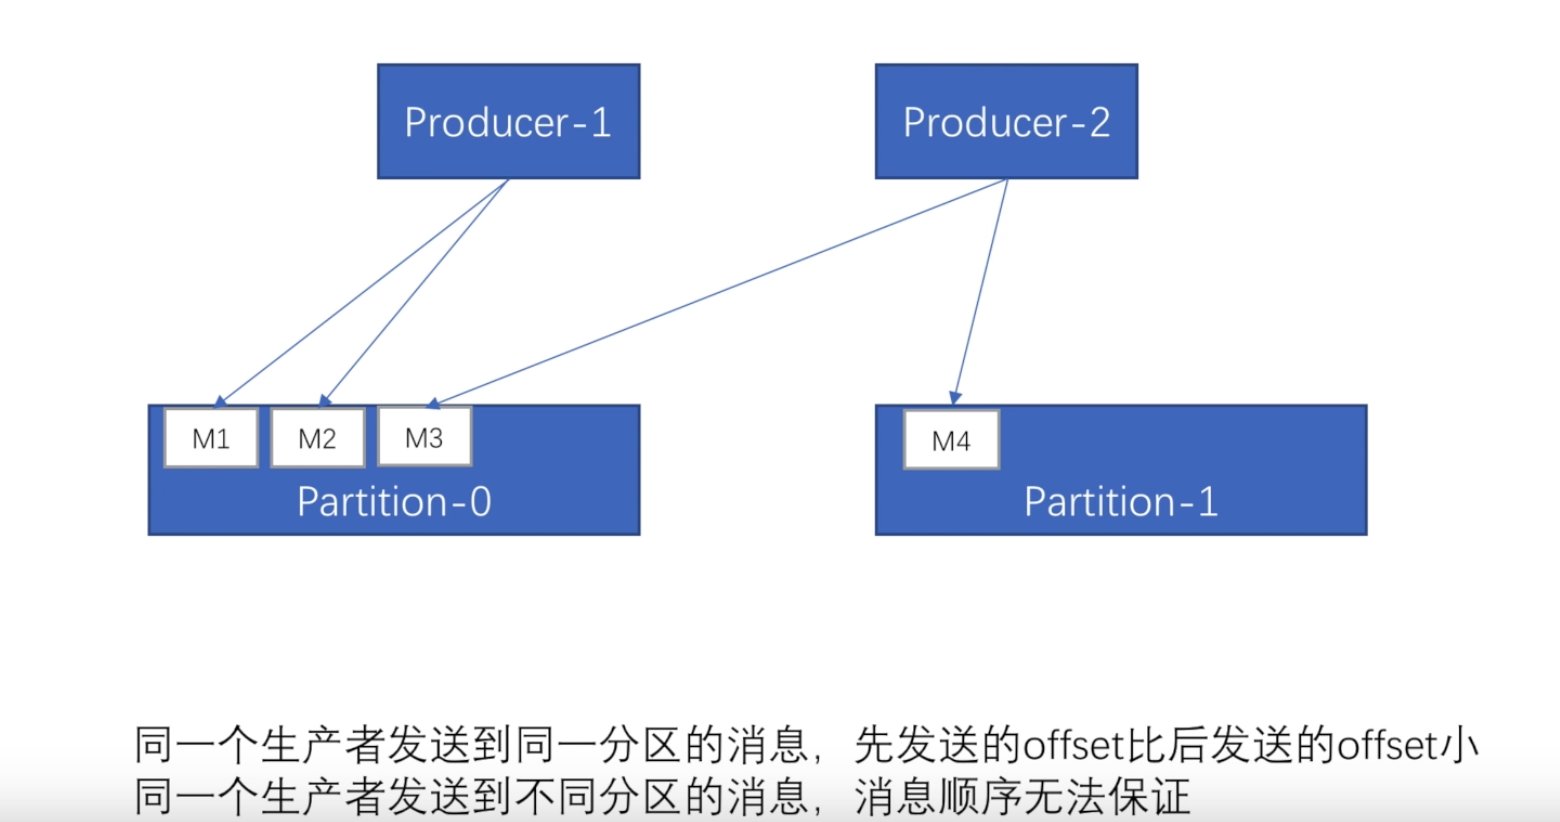 Producer-1
Producer-2
M1
M2
M3
Partition-0
M4
Partition-1
同一个生产者发送到同一分区的消息，先发送的offset比后发送的offset小
同一个生产者发送到不同分区的消息，消息顺序无法保证